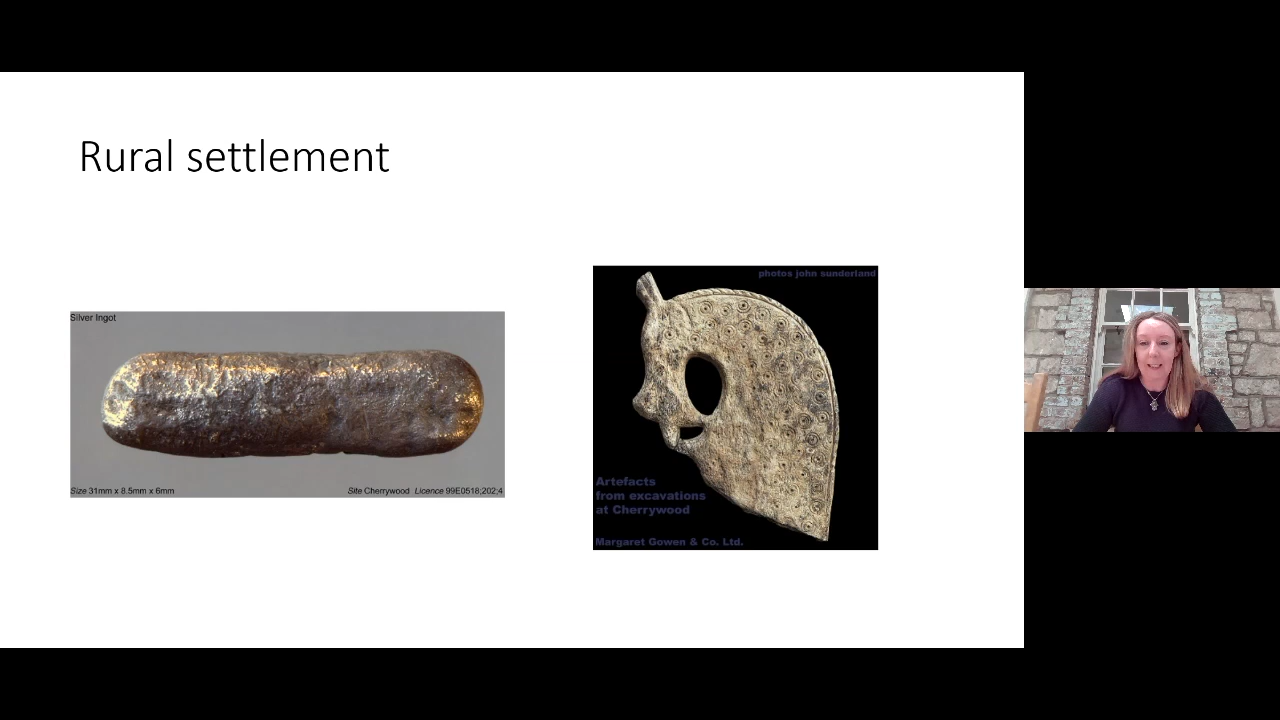 Rural settlement
Silver Ingot
Size 31mm x 8.5mm x 6mm
Site Cherrywood Licence 99E0518;202;4
photos john sunderland
Artefacts
from excavations
at Cherrywood
Margaret Gowen & Co. Ltd.